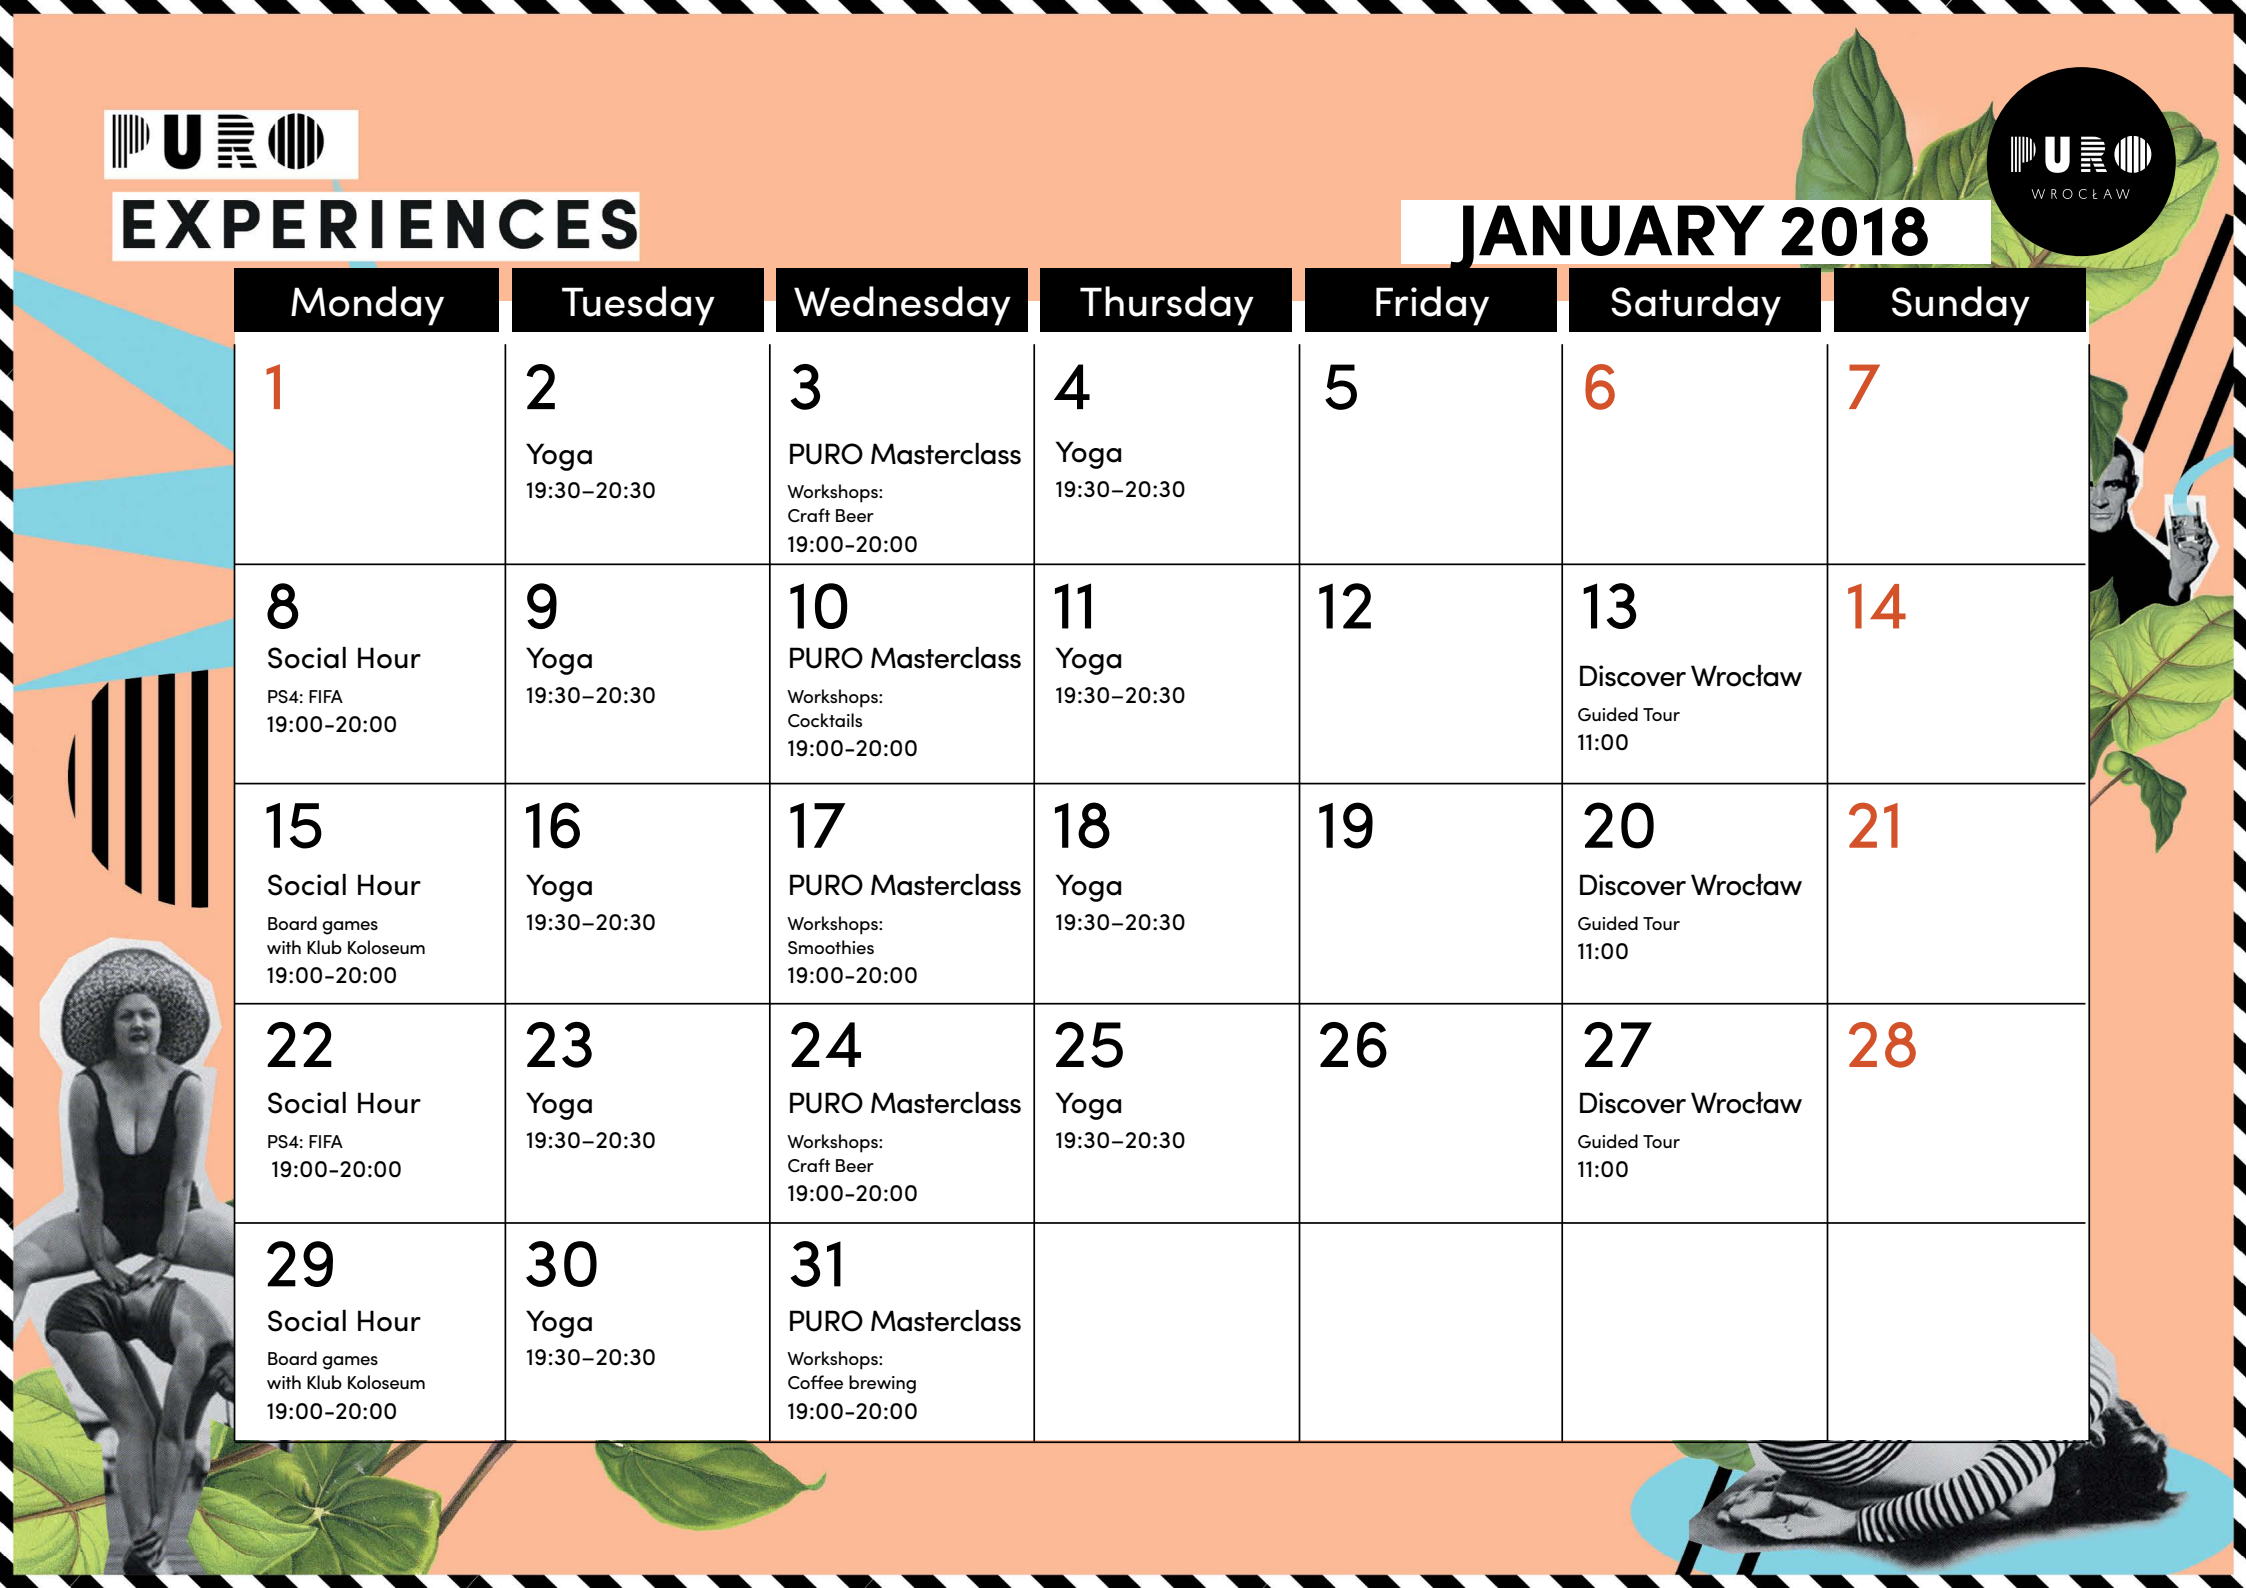 PURO
EXPERIENCES
JANUARY 2018
PURO
WROCŁAW
Monday
Tuesday
Wednesday
Thursday
Friday
Saturday
Sunday
1
2
Yoga
19:30–20:30
3
PURO Masterclass
Workshops:
Craft Beer
19:00-20:00
4
Yoga
19:30–20:30
5
6
7
8
Social Hour
PS4: FIFA
19:00-20:00
9
Yoga
19:30–20:30
10
PURO Masterclass
Workshops:
Cocktails
19:00-20:00
11
Yoga
19:30–20:30
12
13
Discover Wrocław
Guided Tour
11:00
14
15
Social Hour
Board games
with Klub Koloseum
19:00-20:00
16
Yoga
19:30–20:30
17
PURO Masterclass
Workshops:
Smoothies
19:00-20:00
18
Yoga
19:30–20:30
19
20
Discover Wrocław
Guided Tour
11:00
21
22
Social Hour
PS4: FIFA
19:00-20:00
23
Yoga
19:30–20:30
24
PURO Masterclass
Workshops:
Craft Beer
19:00-20:00
25
Yoga
19:30–20:30
26
27
Discover Wrocław
Guided Tour
11:00
28
29
Social Hour
Board games
with Klub Koloseum
19:00-20:00
30
Yoga
19:30–20:30
31
PURO Masterclass
Workshops:
Coffee brewing
19:00-20:00